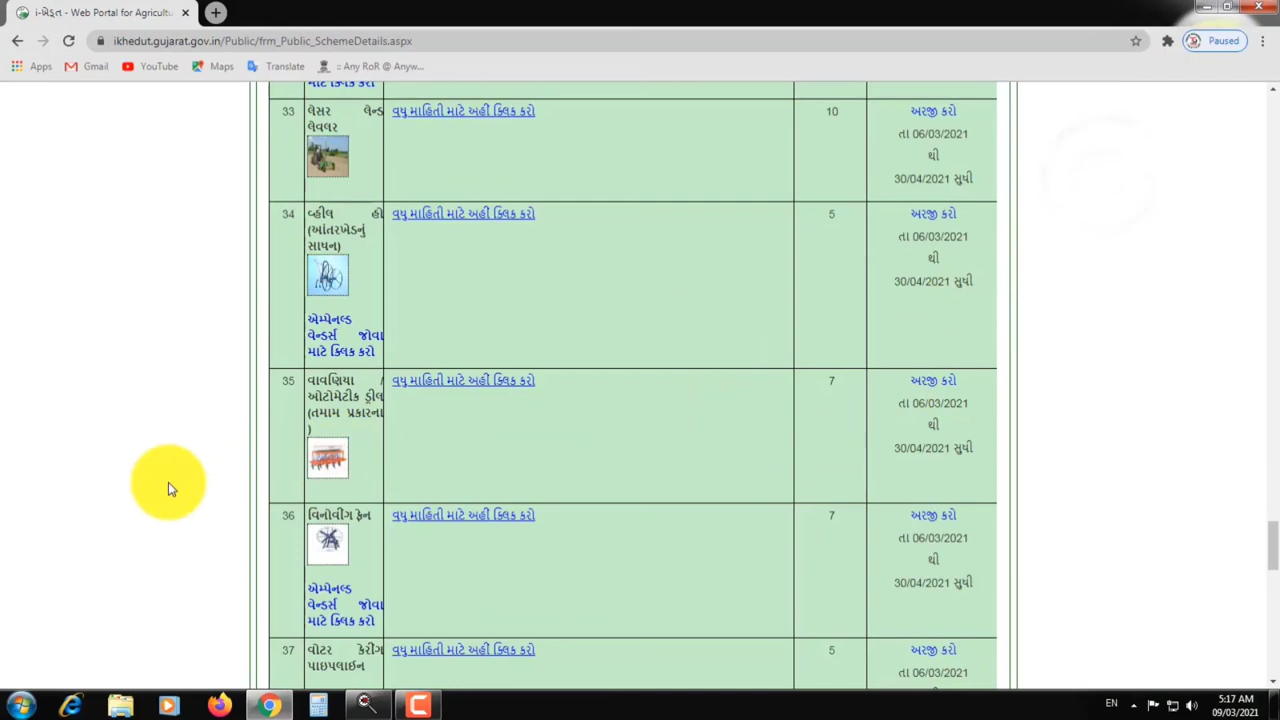 i-ખેડૂત - Web Portal for Agricultu
ikhedut.gujarat.gov.in/Public/frm_Public_SchemeDetails.aspx
Paused
Apps Gmail YouTube Maps Translate :: Any RoR @ Anyw...
માટે ક્લિક કરો
33 લેસર લેન્ડ વધુ માહિતી માટે અહીં ક્લિક કરો 10 અરજી કરો
લેવલર
તા 06/03/2021
થી
30/04/2021 સુધી
34 વ્હીલ હો વધુ માહિતી માટે અહીં ક્લિક કરો 5 અરજી કરો
(આંતરખેડનું
સાધન)
તા 06/03/2021
થી
30/04/2021 સુધી
એમ્પેનલ્ડ
વેન્ડર્સ જોવા
માટે ક્લિક કરો
35 વાવણિયા / વધુ માહિતી માટે અહીં ક્લિક કરો 7 અરજી કરો
ઓટોમેટીક ડ્રીલ
(તમામ પ્રકારના
)
તા 06/03/2021
થી
30/04/2021 સુધી
36 વિનોવીંગ ફેન વધુ માહિતી માટે અહીં ક્લિક કરો 7 અરજી કરો
તા 06/03/2021
થી
30/04/2021 સુધી
એમ્પેનલ્ડ
વેન્ડર્સ જોવા
માટે ક્લિક કરો
37 વોટર કેરીંગ વધુ માહિતી માટે અહીં ક્લિક કરો 5 અરજી કરો
પાઇપલાઈન
તા 06/03/2021
EN
5:17 AM
09/03/2021